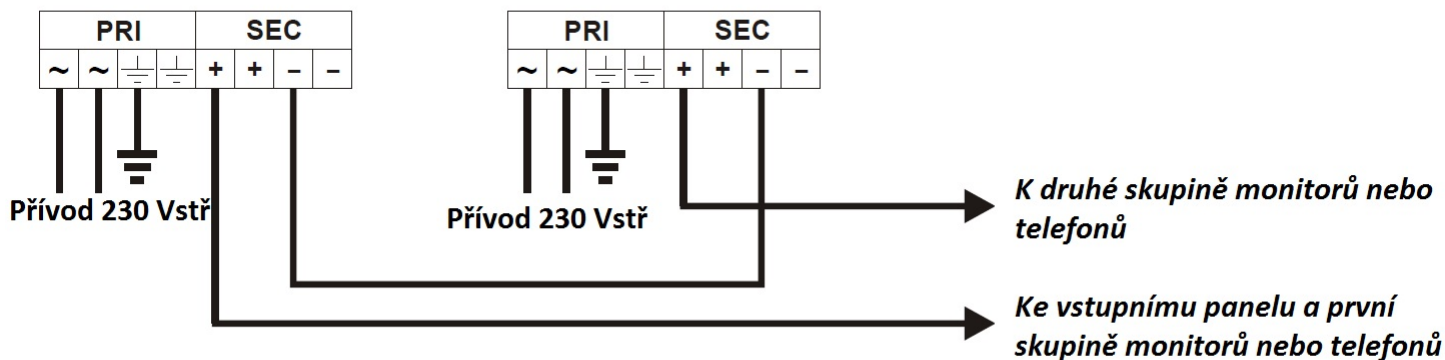 PRI SEC
~ ~ + + – –
Přívod 230 Vstř
PRI SEC
~ ~ + + – –
Přívod 230 Vstř
K druhé skupině monitorů nebo
telefonů
Ke vstupnímu panelu a první
skupině monitorů nebo telefonů